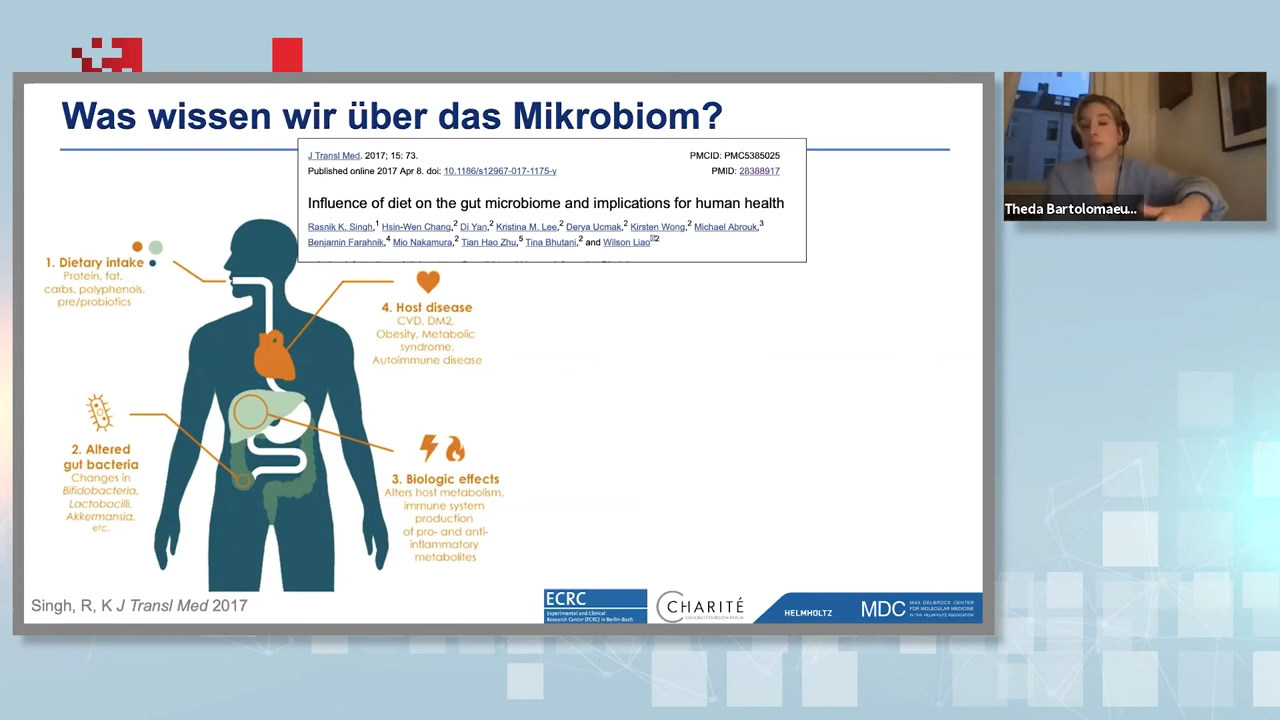 Was wissen wir über das Mikrobiom?
J Transl Med. 2017; 15: 73.
PMCID: PMC5385025
Published online 2017 Apr 8. doi: 10.1186/s12967-017-1175-y
PMID: 28388917
Influence of diet on the gut microbiome and implications for human health
Rasnik K. Singh,1 Hsin-Wen Chang,2 Di Yan,2 Kristina M. Lee,2 Derya Ucmak,2 Kirsten Wong,2 Michael Abrouk,3
Benjamin Farahnik,4 Mio Nakamura,2 Tian Hao Zhu,5 Tina Bhutani,2 and Wilson Liao2
1. Dietary intake
Protein, fat,
carbs, polyphenols,
pre/probiotics
4. Host disease
CVD, DM2,
Obesity, Metabolic
syndrome,
Autoimmune disease
2. Altered
gut bacteria
Changes in
Bifidobacteria,
Lactobacilli,
Akkermansia,
etc.
3. Biologic effects
Alters host metabolism,
immune system
production
of pro- and anti-
inflammatory
metabolites
Singh, R, K J Transl Med 2017
ECRC
Experimental and Clinical
Research Center (ECRC) in Berlin-Buch
CHARITÉ
UNIVERSITÄTSMEDIZIN BERLIN
HELMHOLTZ
MDC
MAX DELBRÜCK CENTER
FOR MOLECULAR MEDICINE
IN THE HELMHOLTZ ASSOCIATION
Theda Bartolomaeu...